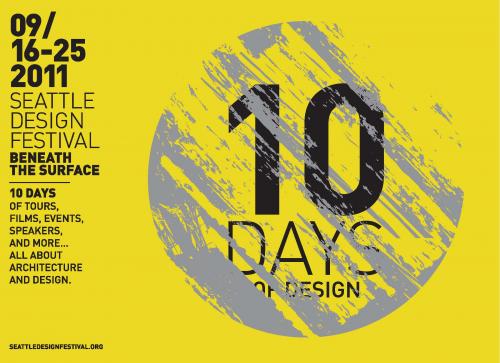 09/
16-25
2011
SEATTLE
DESIGN
FESTIVAL
BENEATH
THE SURFACE
10 DAYS
OF TOURS,
FILMS, EVENTS,
SPEAKERS,
AND MORE...
ALL ABOUT
ARCHITECTURE
AND DESIGN.
SEATTLEDESIGNFESTIVAL.ORG
10
DAYS
OF DESIGN